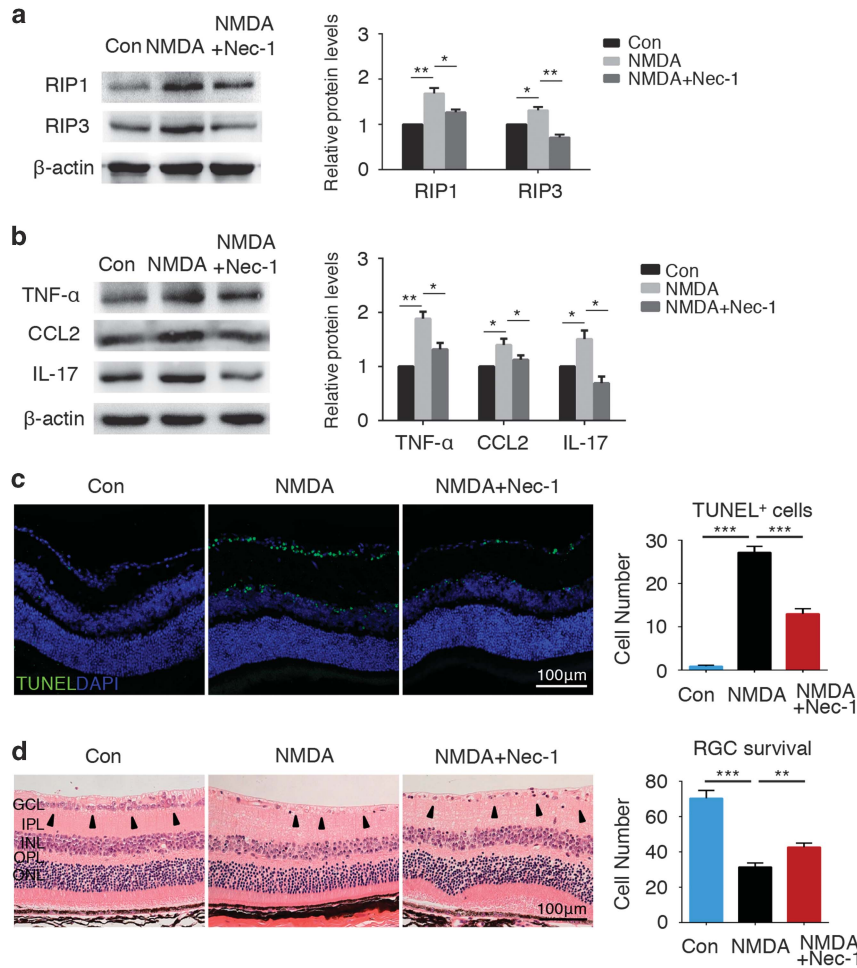 a
Con NMDA NMDA +Nec-1
RIP1
RIP3
β-actin
Relative protein levels
3
2
1
0
** * * **
RIP1 RIP3
Con
NMDA
NMDA+Nec-1
b
Con NMDA NMDA +Nec-1
TNF-α
CCL2
IL-17
β-actin
Relative protein levels
3
2
1
0
** * * * * *
TNF-α CCL2 IL-17
Con
NMDA
NMDA+Nec-1
c
Con NMDA NMDA+Nec-1
TUNELDAPI
100μm
TUNEL⁺ cells
*** ***
Cell Number
30
20
10
0
Con NMDA NMDA +Nec-1
d
Con NMDA NMDA+Nec-1
GCL
IPL
INL
OPL
ONL
100μm
RGC survival
*** **
Cell Number
80
60
40
20
0
Con NMDA NMDA +Nec-1